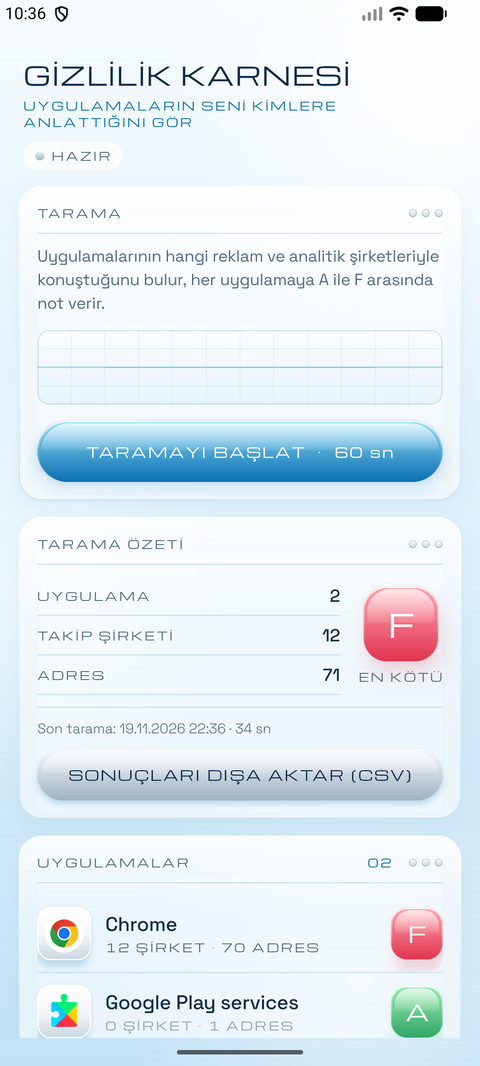 10:36
GİZLİLİK KARNESİ
UYGULAMALARIN SENİ KİMLERE
ANLATTIĞINI GÖR
HAZIR
TARAMA
Uygulamalarının hangi reklam ve analitik şirketleriyle
konuştuğunu bulur, her uygulamaya A ile F arasında
not verir.
TARAMAYI BAŞLAT · 60 sn
TARAMA ÖZETİ
UYGULAMA 2
TAKİP ŞİRKETİ 12
ADRES 71
F
EN KÖTÜ
Son tarama: 19.11.2026 22:36 · 34 sn
SONUÇLARI DIŞA AKTAR (CSV)
UYGULAMALAR 02
Chrome
12 ŞİRKET · 70 ADRES
F
Google Play services
0 ŞİRKET · 1 ADRES
A